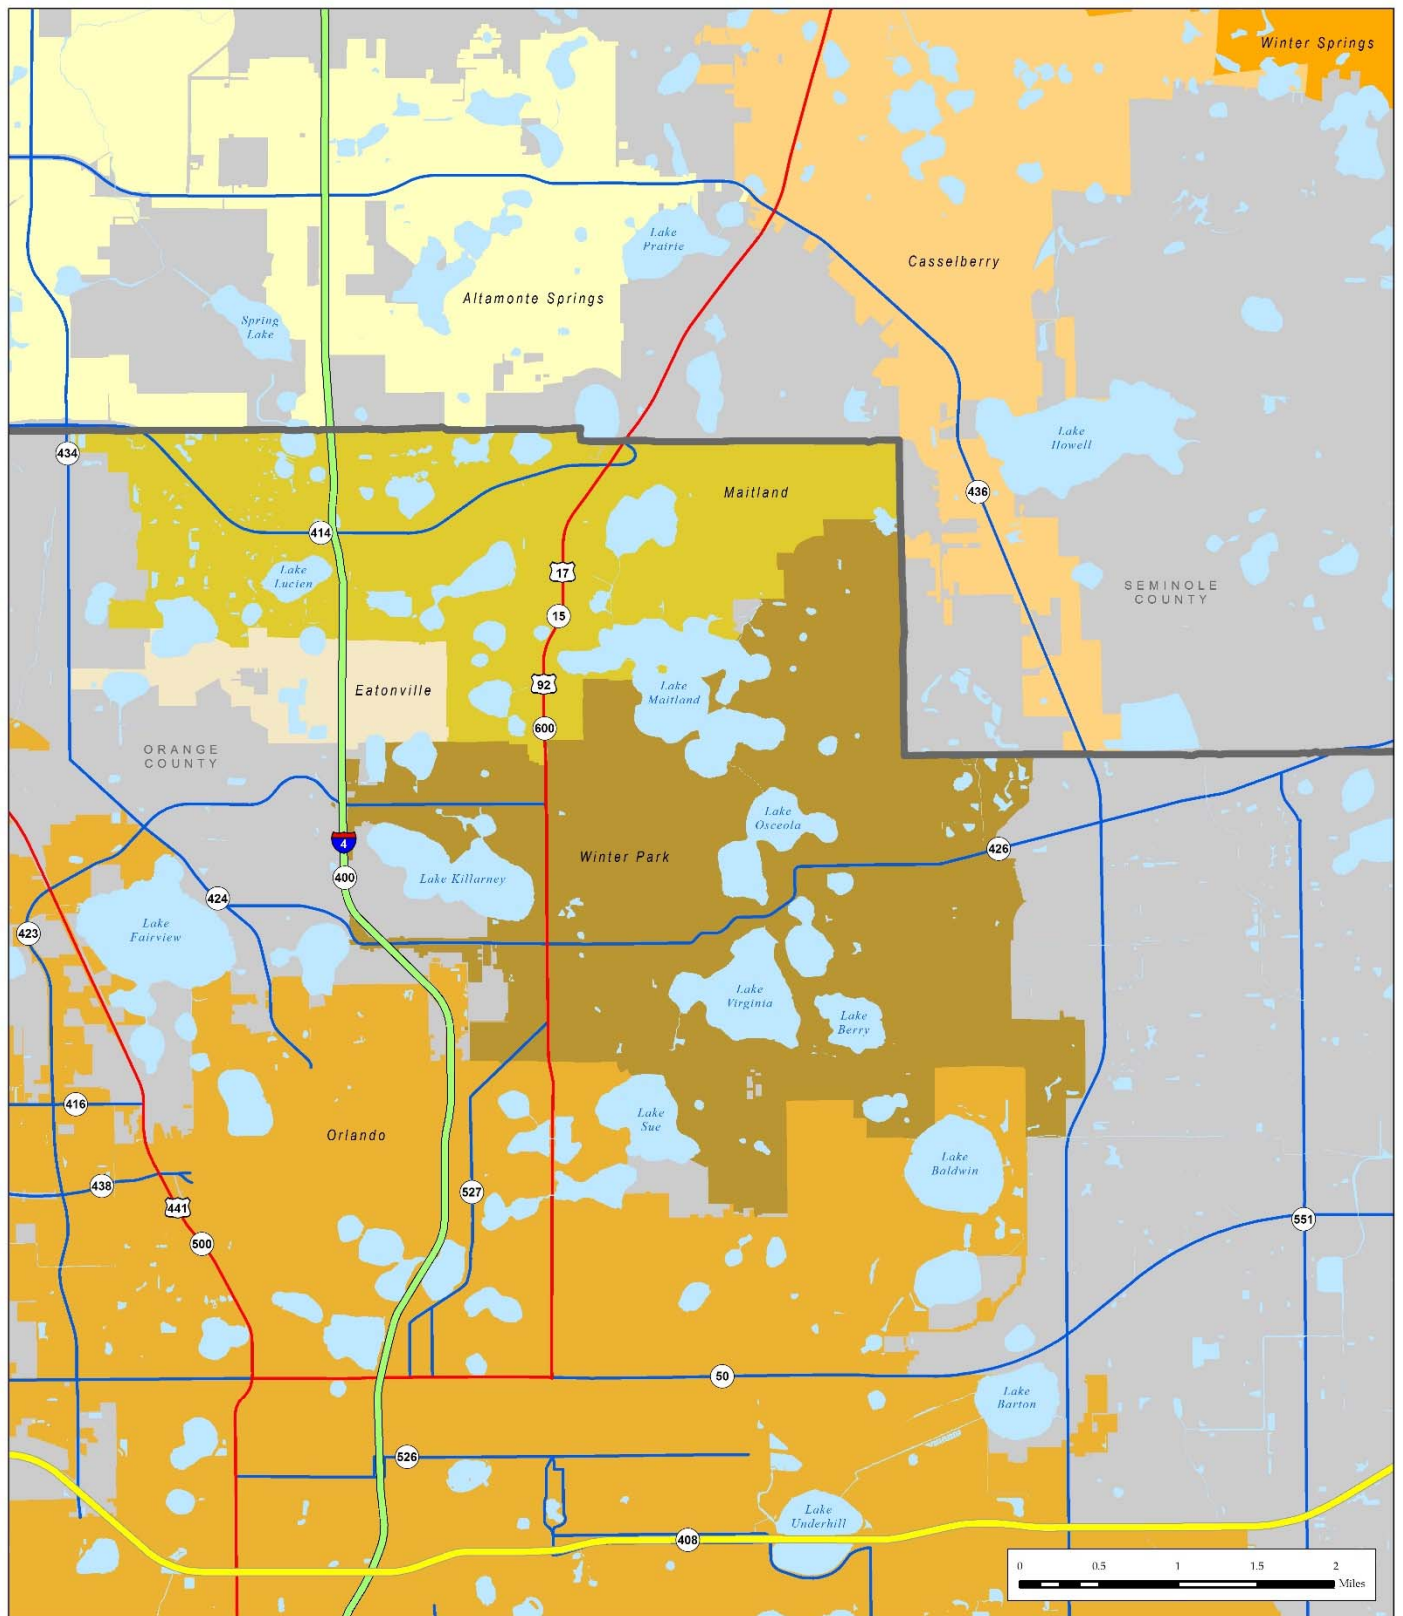 Winter Springs
Lake
Prairie
Casselberry
Altamonte Springs
Spring
Lake
Lake
Howell
434
Maitland
436
414
Lake
Lucien
17
SEMINOLE
COUNTY
15
Eatonville
92
Lake
Maitland
600
ORANGE
COUNTY
Lake
Osceola
4
426
Winter Park
400
Lake Killarney
424
Lake
Fairview
423
Lake
Virginia
Lake
Berry
416
Lake
Sue
Orlando
Lake
Baldwin
438
527
441
551
500
50
Lake
Barton
526
Lake
Underhill
408
0 0.5 1 1.5 2
Miles